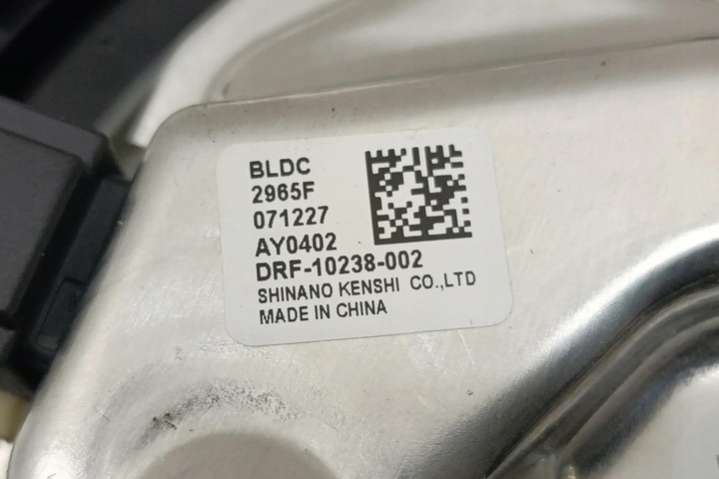 BLDC
2965F
071227
AY0402
DRF-10238-002
SHINANO KENSHI CO.,LTD
MADE IN CHINA